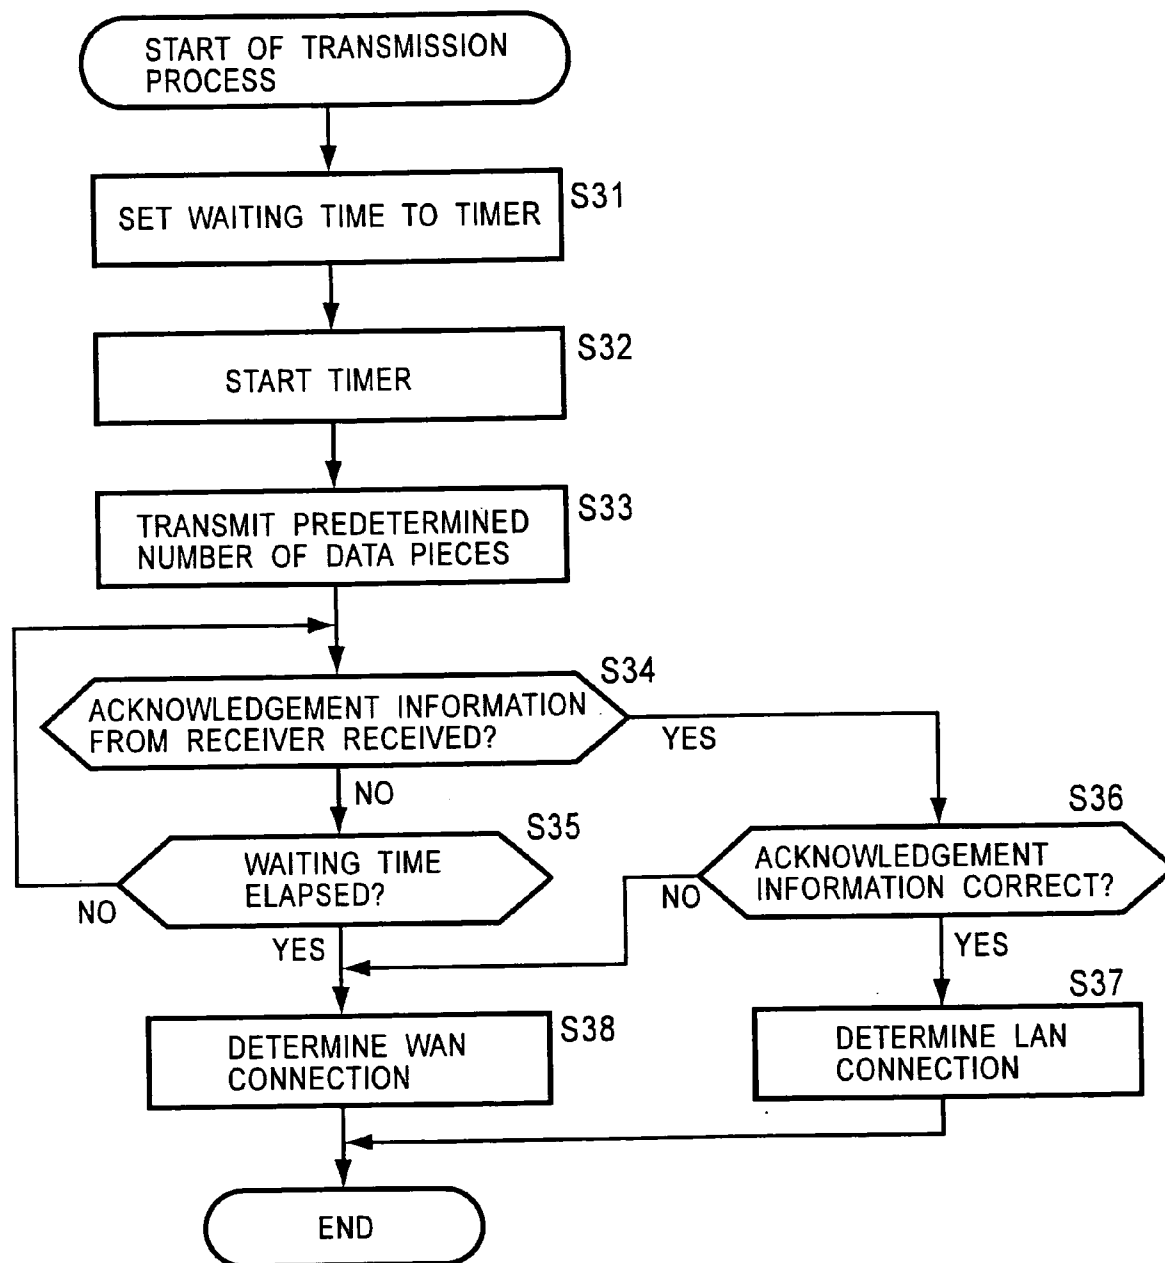 START OF TRANSMISSION
PROCESS
S31
SET WAITING TIME TO TIMER
S32
START TIMER
S33
TRANSMIT PREDETERMINED
NUMBER OF DATA PIECES
S34
ACKNOWLEDGEMENT INFORMATION
FROM RECEIVER RECEIVED?
YES
NO
S35
WAITING TIME
ELAPSED?
NO
YES
S36
ACKNOWLEDGEMENT
INFORMATION CORRECT?
NO
YES
S37
DETERMINE LAN
CONNECTION
S38
DETERMINE WAN
CONNECTION
END